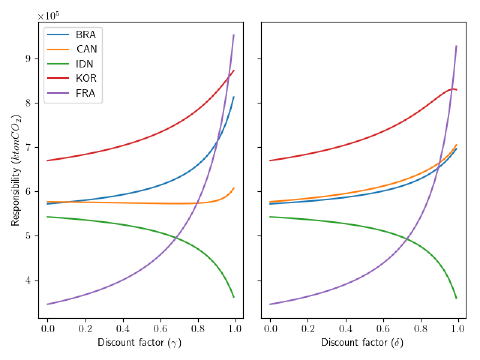 ×10⁵
BRA
CAN
IDN
KOR
FRA
9
8
7
6
5
4
Responsibility (ktonCO₂)
0.0 0.2 0.4 0.6 0.8 1.0
0.0 0.2 0.4 0.6 0.8 1.0
Discount factor (γ)
Discount factor (δ)